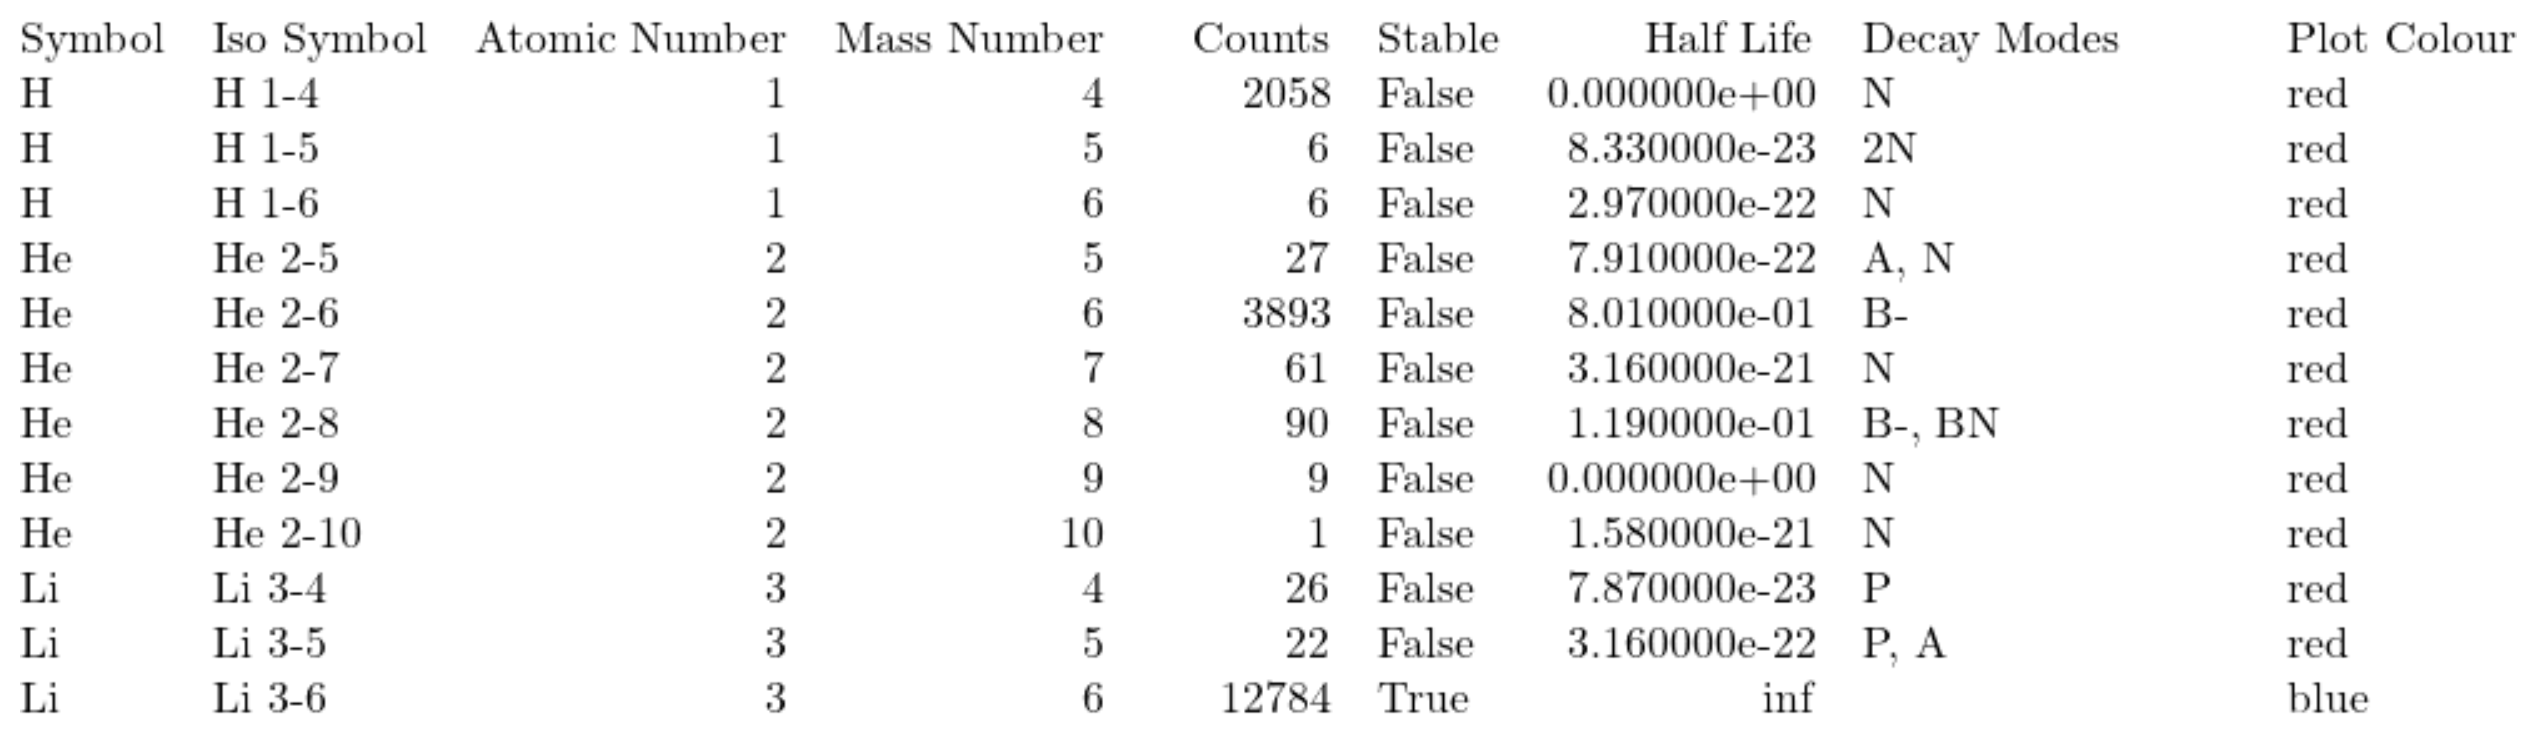 Symbol Iso Symbol Atomic Number Mass Number Counts Stable Half Life Decay Modes Plot Colour
H H 1-4 1 4 2058 False 0.000000e+00 N red
H H 1-5 1 5 6 False 8.330000e-23 2N red
H H 1-6 1 6 6 False 2.970000e-22 N red
He He 2-5 2 5 27 False 7.910000e-22 A, N red
He He 2-6 2 6 3893 False 8.010000e-01 B- red
He He 2-7 2 7 61 False 3.160000e-21 N red
He He 2-8 2 8 90 False 1.190000e-01 B-, BN red
He He 2-9 2 9 9 False 0.000000e+00 N red
He He 2-10 2 10 1 False 1.580000e-21 N red
Li Li 3-4 3 4 26 False 7.870000e-23 P red
Li Li 3-5 3 5 22 False 3.160000e-22 P, A red
Li Li 3-6 3 6 12784 True inf blue